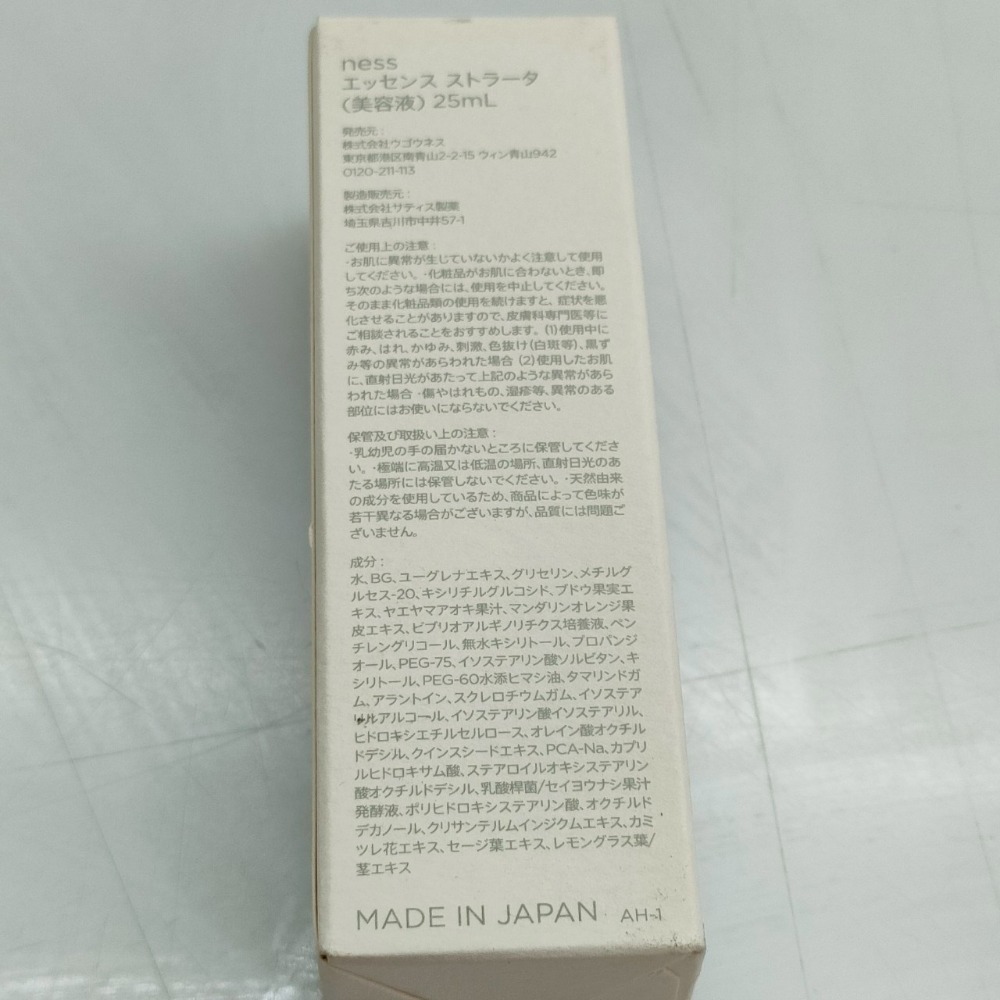 ness
エッセンス ストラータ
（美容液） 25mL
発売元：
株式会社ウゴウネス
東京都港区南青山2-2-15 ウィン青山942
0120-211-113
製造販売元：
株式会社サティス製薬
埼玉県吉川市中井57-1
ご使用上の注意：
・お肌に異常が生じていないかよく注意して使用
してください。・化粧品がお肌に合わないとき、即
ち次のような場合には、使用を中止してください。
そのまま化粧品類の使用を続けますと、症状を悪
化させることがありますので、皮膚科専門医等に
ご相談されることをおすすめします。（1）使用中に
赤み、はれ、かゆみ、刺激、色抜け（白斑等）、黒ず
み等の異常があらわれた場合（2）使用したお肌
に、直射日光があたって上記のような異常があら
われた場合 ・傷やはれもの、湿疹等、異常のある
部位にはお使いにならないでください。
保管及び取扱い上の注意：
・乳幼児の手の届かないところに保管してくださ
い。・極端に高温又は低温の場所、直射日光のあ
たる場所には保管しないでください。・天然由来
の成分を使用しているため、商品によって色味が
若干異なる場合がございますが、品質には問題ご
ざいません。
成分：
水、BG、ユーグレナエキス、グリセリン、メチルグ
ルセス-20、キシリチルグルコシド、ブドウ果実エ
キス、ヤエヤマアオキ果汁、マンダリンオレンジ果
皮エキス、ビブリオアルギノリチクス培養液、ペン
チレングリコール、無水キシリトール、プロパンジ
オール、PEG-75、イソステアリン酸ソルビタン、キ
シリトール、PEG-60水添ヒマシ油、タマリンドガ
ム、アラントイン、スクレロチウムガム、イソステア
リルアルコール、イソステアリン酸イソステアリル、
ヒドロキシエチルセルロース、オレイン酸オクチル
ドデシル、クインスシードエキス、PCA-Na、カプリ
ルヒドロキサム酸、ステアロイルオキシステアリン
酸オクチルドデシル、乳酸桿菌/セイヨウナシ果汁
発酵液、ポリヒドロキシステアリン酸、オクチルド
デカノール、クリサンテルムインジクムエキス、カミ
ツレ花エキス、セージ葉エキス、レモングラス葉/
茎エキス
MADE IN JAPAN AH-1